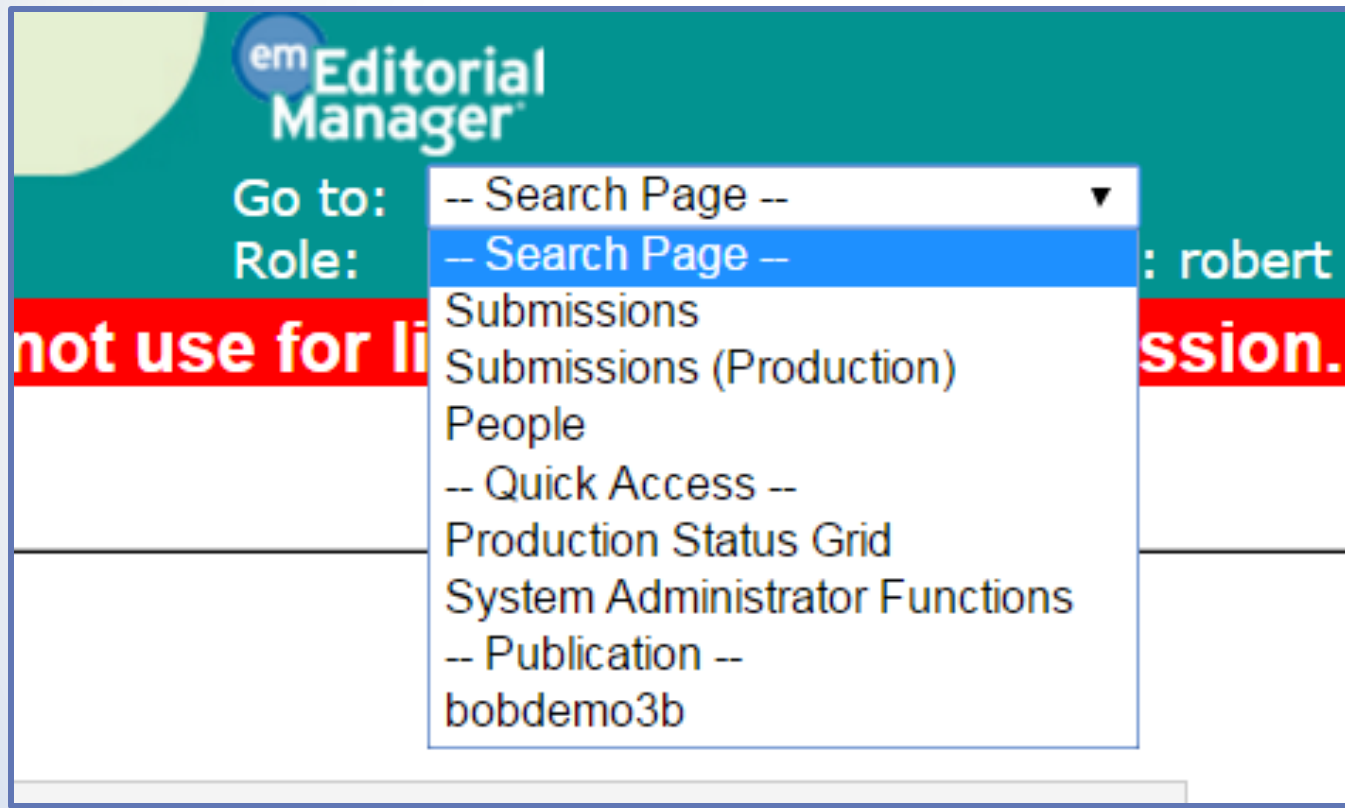 em Editorial
Manager
Go to: -- Search Page -- ▼
Role: -- Search Page -- : robert
not use for li ssion.
Submissions
Submissions (Production)
People
-- Quick Access --
Production Status Grid
System Administrator Functions
-- Publication --
bobdemo3b